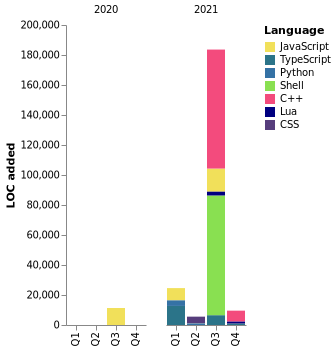 2020 2021
LOC added
200,000
180,000
160,000
140,000
120,000
100,000
80,000
60,000
40,000
20,000
0
Q1 Q2 Q3 Q4 Q1 Q2 Q3 Q4
Language
JavaScript
TypeScript
Python
Shell
C++
Lua
CSS